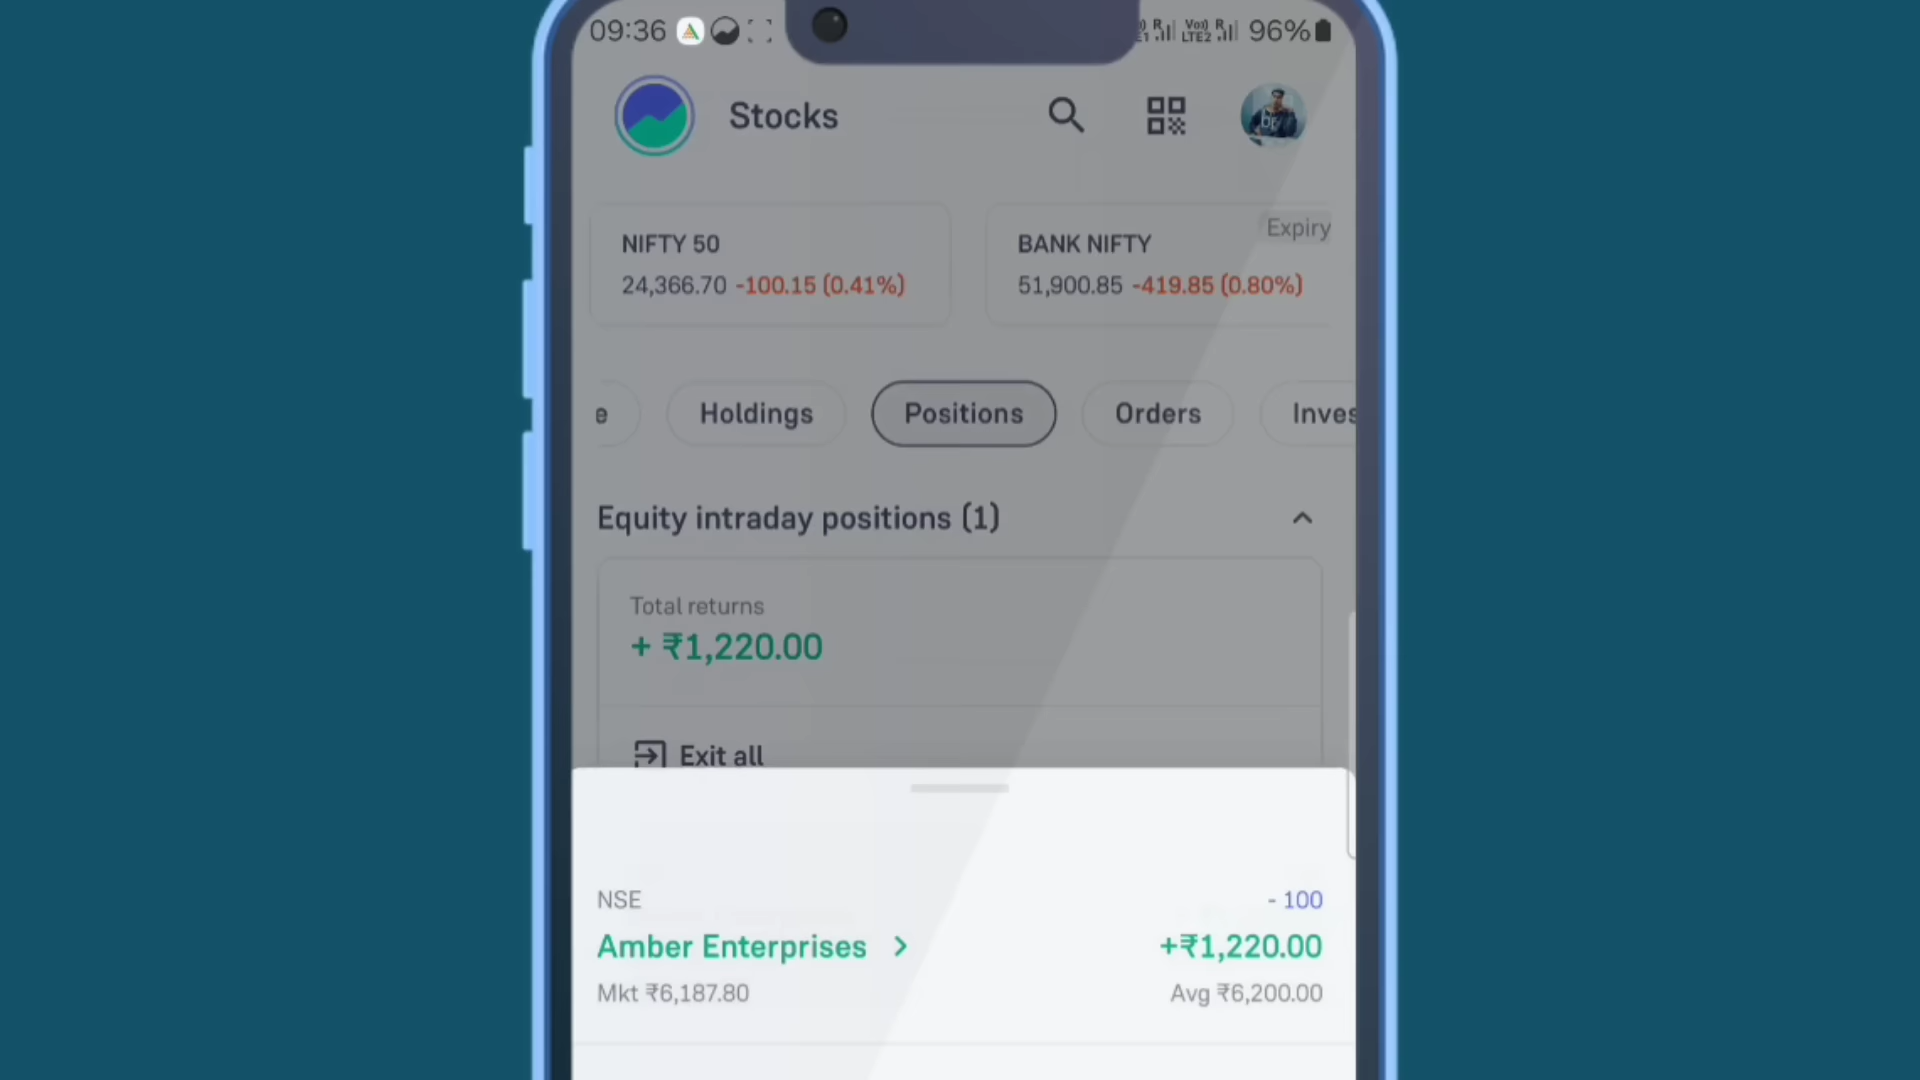 09:36 R Vo)) R 96%
LTE2
Stocks
Expiry
NIFTY 50 BANK NIFTY
24,366.70 -100.15 (0.41%) 51,900.85 -419.85 (0.80%)
e Holdings Positions Orders Inves
Equity intraday positions (1)
Total returns
+ ₹1,220.00
Exit all
NSE - 100
Amber Enterprises +₹1,220.00
Mkt ₹6,187.80 Avg ₹6,200.00